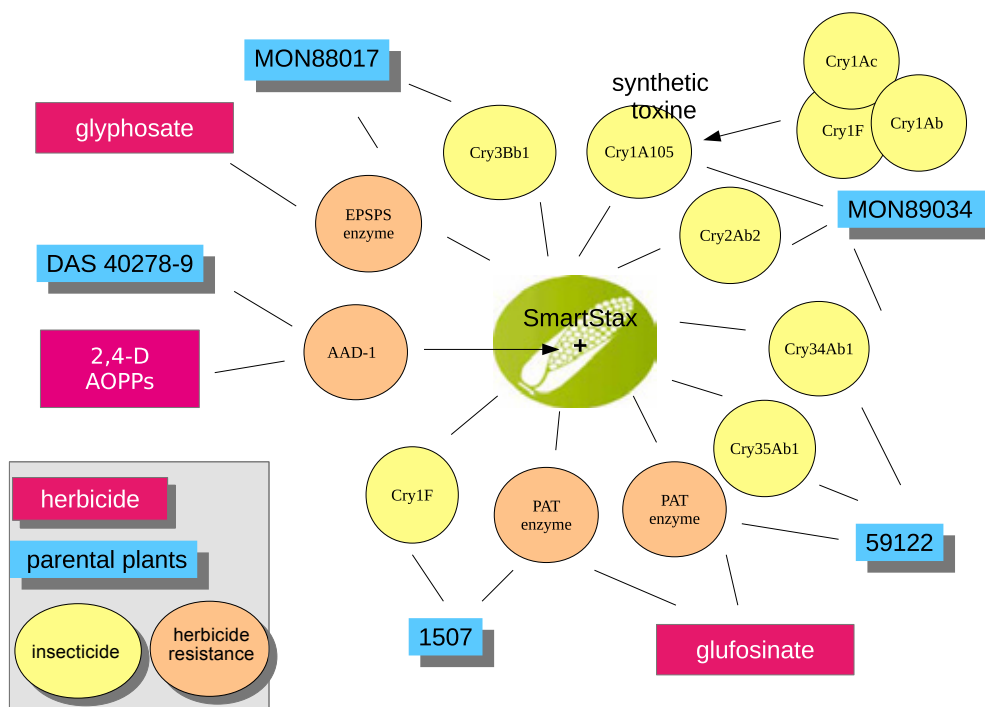 MON88017
synthetic
toxine
Cry1Ac
Cry1F
Cry1Ab
glyphosate
Cry3Bb1
Cry1A105
MON89034
EPSPS
enzyme
Cry2Ab2
DAS 40278-9
SmartStax
+
2,4-D
AOPPs
AAD-1
Cry34Ab1
Cry35Ab1
Cry1F
PAT
enzyme
PAT
enzyme
59122
1507
glufosinate
herbicide
parental plants
insecticide
herbicide
resistance